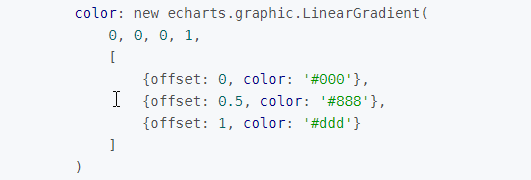 color: new echarts.graphic.LinearGradient(
0, 0, 0, 1,
[
{offset: 0, color: '#000'},
{offset: 0.5, color: '#888'},
{offset: 1, color: '#ddd'}
]
)